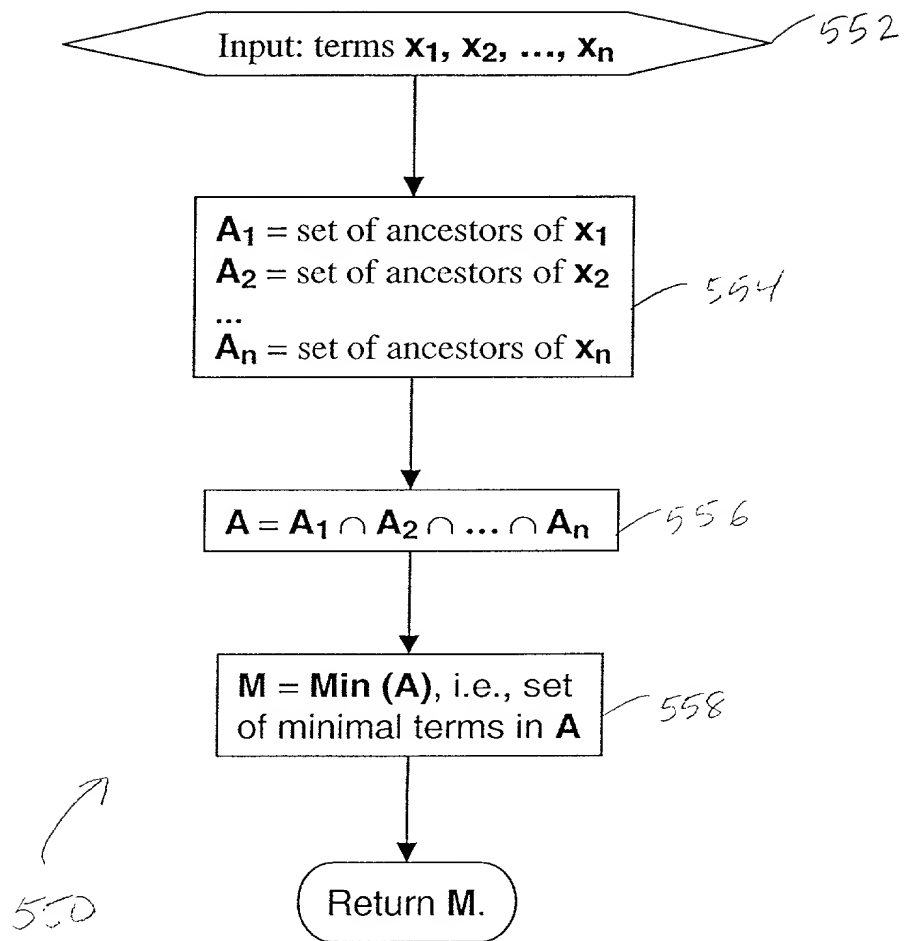 Input: terms x₁, x₂, ..., xₙ
552
A₁ = set of ancestors of x₁
A₂ = set of ancestors of x₂
...
Aₙ = set of ancestors of xₙ
554
A = A₁ ∩ A₂ ∩ ... ∩ Aₙ
556
M = Min (A), i.e., set
of minimal terms in A
558
550
Return M.